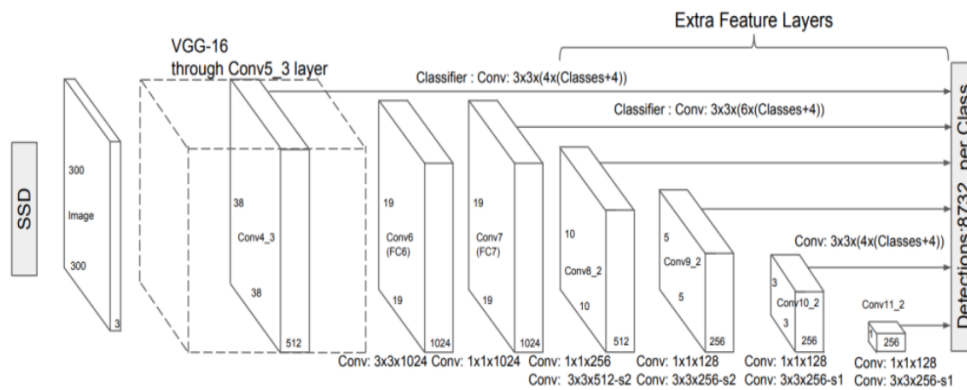 Extra Feature Layers
VGG-16
through Conv5_3 layer
Classifier : Conv: 3x3x(4x(Classes+4))
Classifier : Conv: 3x3x(6x(Classes+4))
SSD
300
Image
300
3
38
Conv4_3
38
512
19
Conv6
(FC6)
19
1024
19
Conv7
(FC7)
19
1024
10
Conv8_2
10
512
5
Conv9_2
5
256
Conv: 3x3x(4x(Classes+4))
3
Conv10_2
3
256
Conv11_2
1
256
Detections:8732 per Class
Conv: 3x3x1024
Conv: 1x1x1024
Conv: 1x1x256
Conv: 3x3x512-s2
Conv: 1x1x128
Conv: 3x3x256-s2
Conv: 1x1x128
Conv: 3x3x256-s1
Conv: 1x1x128
Conv: 3x3x256-s1